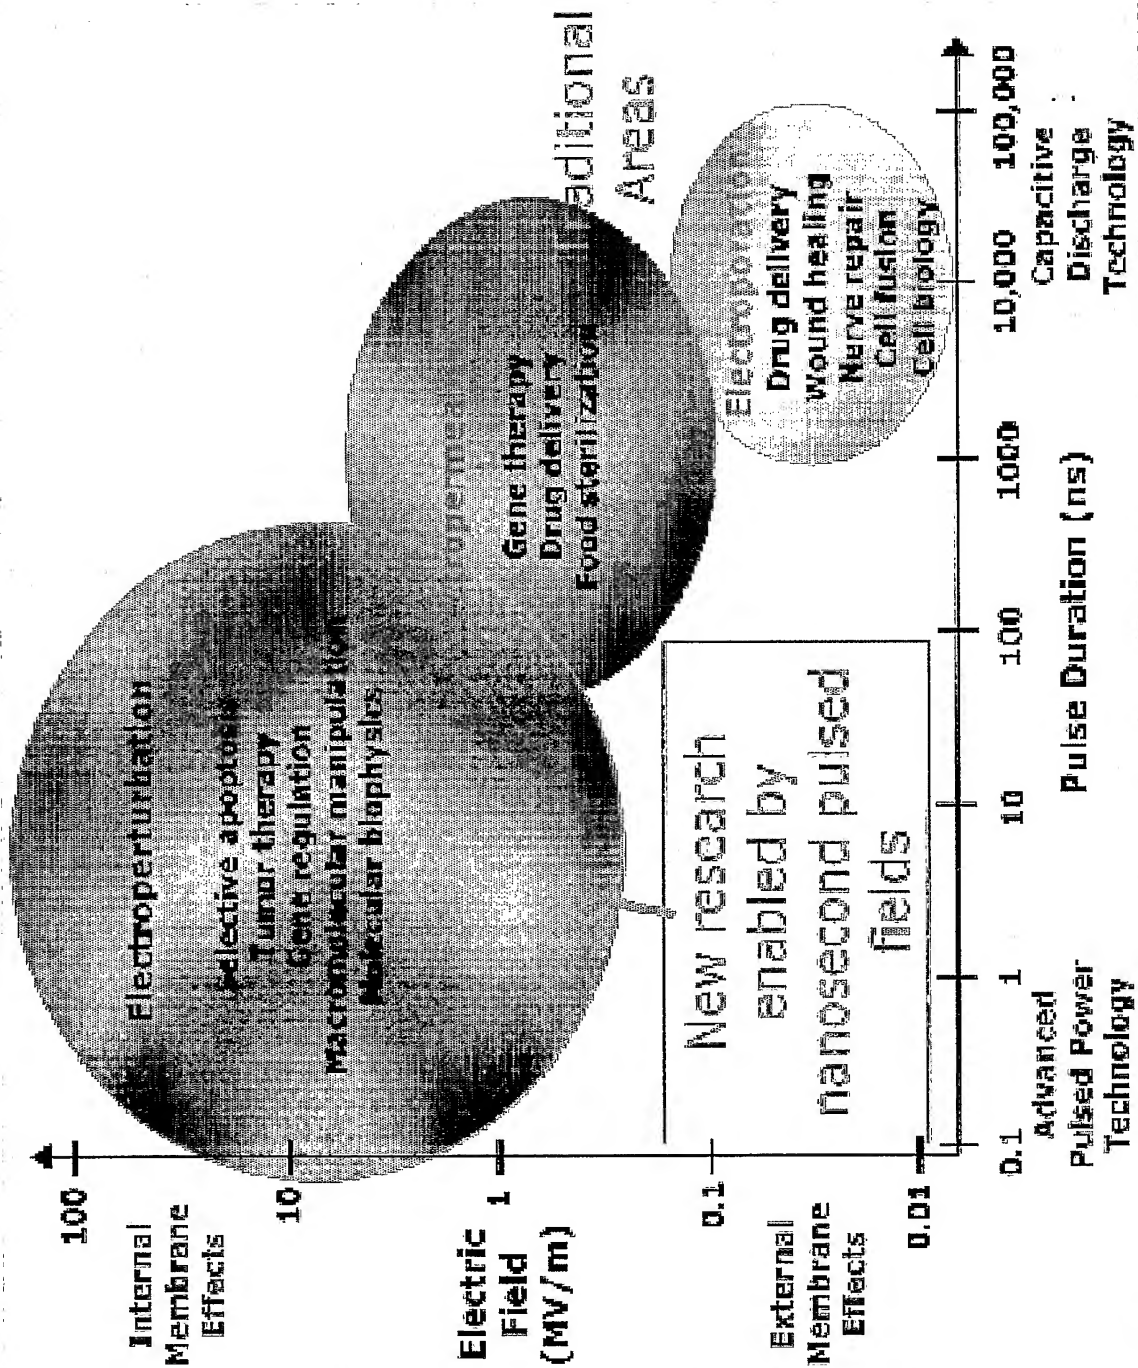 100
10
1
0.1
0.01
Internal
Membrane
Effects
Electric
Field
(MV/m)
External
Membrane
Effects
Electroperturbation
Selective apoptosis
Tumor therapy
Gene regulation
Macromolecular manipulation
Molecular biophysics
Gene therapy
Drug delivery
Food sterilization
Areas
Electroporation
Drug delivery
Wound healing
Nerve repair
Cell fusion
Cell biology
New research
enabled by
nanosecond pulsed
fields
0.1
1
10
100
1000
10,000
100,000
Advanced
Pulsed Power
Technology
Pulse Duration (ns)
Capacitive
Discharge
Technology